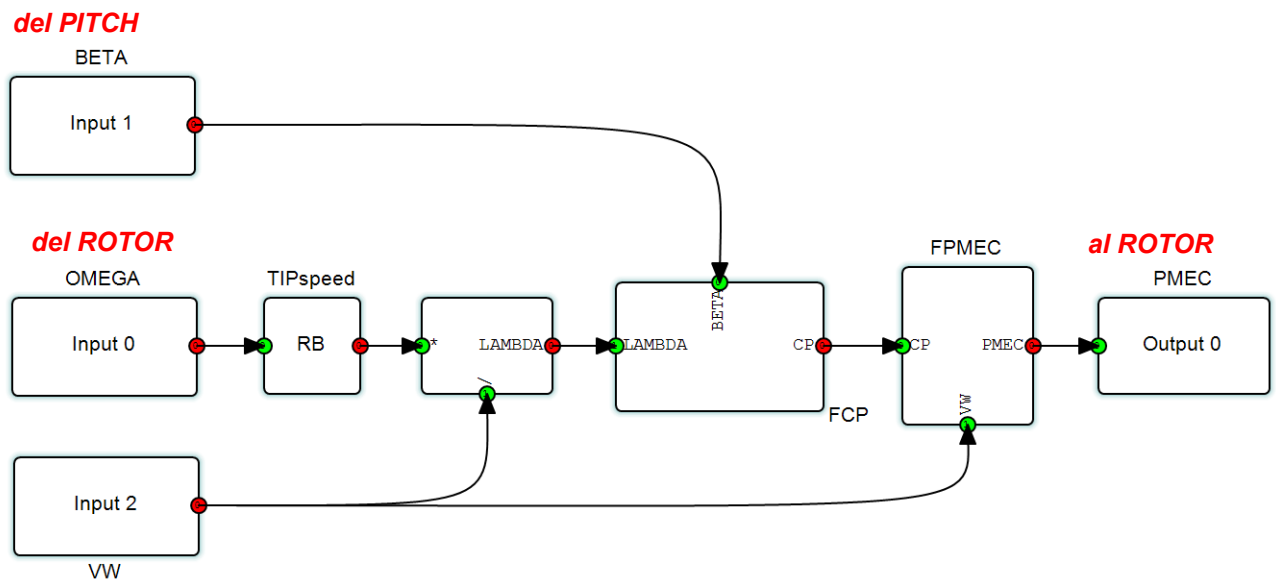 del PITCH
BETA
Input 1
del ROTOR
OMEGA
Input 0
TIPspeed
RB
*
/
LAMBDA
BETA
LAMBDA
CP
FCP
FPMEC
CP
PMEC
VW
al ROTOR
PMEC
Output 0
Input 2
VW